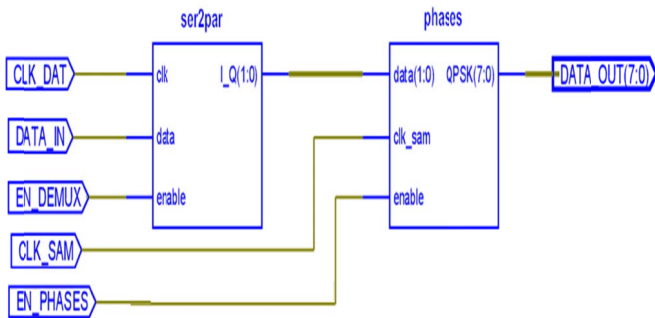 ser2par
phases
CLK_DAT
clk
I_Q(1:0)
data(1:0)
QPSK(7:0)
DATA_OUT(7:0)
DATA_IN
data
clk_sam
EN_DEMUX
enable
enable
CLK_SAM
EN_PHASES